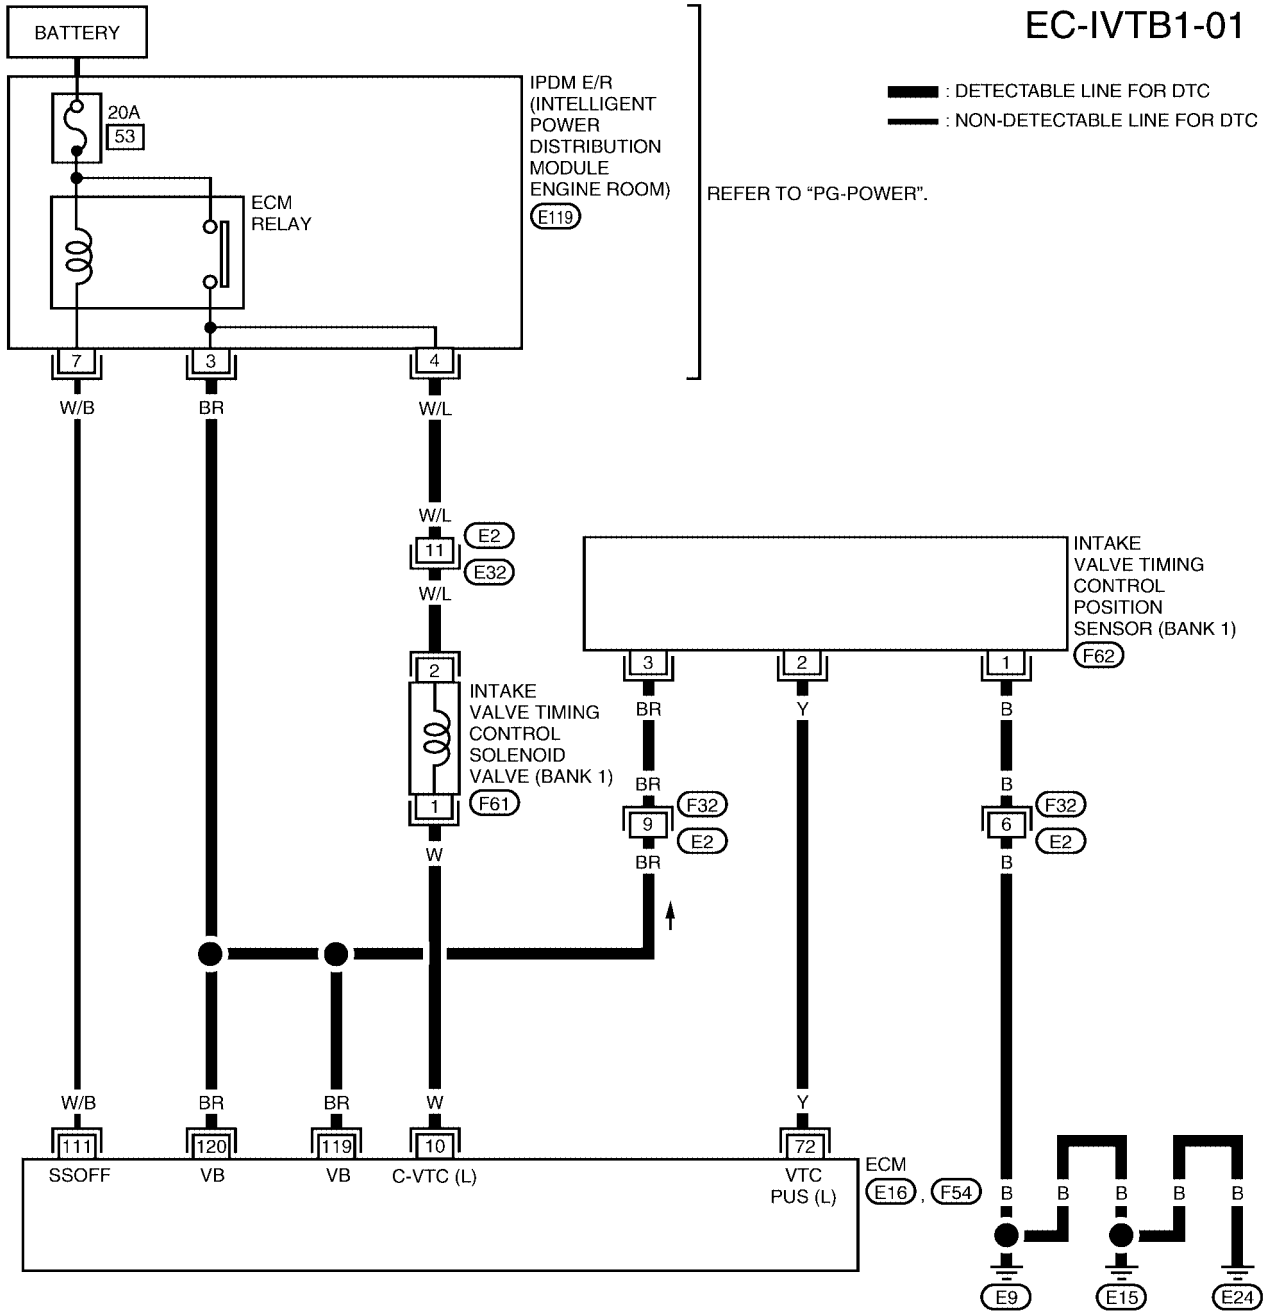 EC-IVTB1-01
BATTERY
: DETECTABLE LINE FOR DTC
: NON-DETECTABLE LINE FOR DTC
20A
53
IPDM E/R
(INTELLIGENT
POWER
DISTRIBUTION
MODULE
ENGINE ROOM)
E119
REFER TO “PG-POWER”.
ECM
RELAY
7 3 4
W/B BR W/L
W/L
E2
11
E32
W/L
INTAKE
VALVE TIMING
CONTROL
POSITION
SENSOR (BANK 1)
F62
3 2 1
2
INTAKE
VALVE TIMING
CONTROL
SOLENOID
VALVE (BANK 1)
1
F61
W
BR Y B
BR B
F32 F32
9 6
E2 E2
BR B
W/B BR BR W Y
111 120 119 10 72
SSOFF VB VB C-VTC (L) VTC
PUS (L)
ECM
E16 , F54
B B B B B
E9 E15 E24